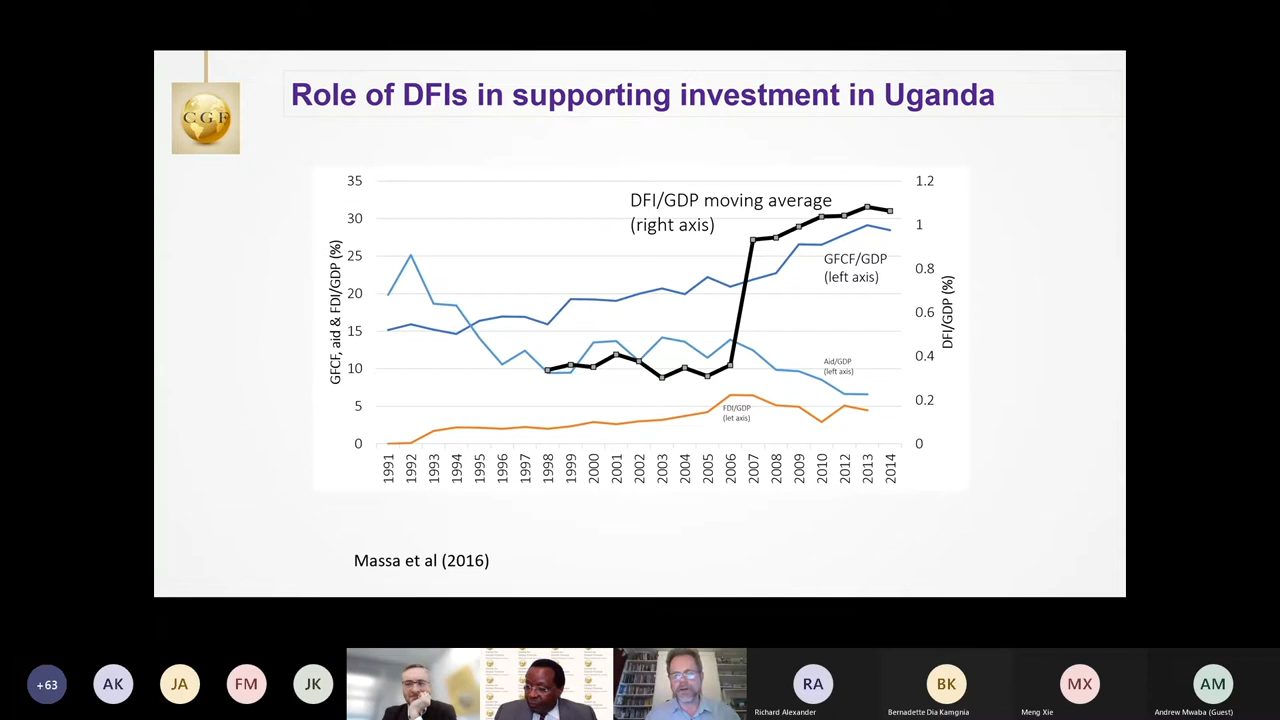 Role of DFIs in supporting investment in Uganda
CGF
DFI/GDP moving average
(right axis)
GFCF/GDP
(left axis)
Aid/GDP
(left axis)
FDI/GDP
(let axis)
GFCF, aid & FDI/GDP (%)
35
30
25
20
15
10
5
0
DFI/GDP (%)
1.2
1
0.8
0.6
0.4
0.2
0
1991
1992
1993
1994
1995
1996
1997
1998
1999
2000
2001
2002
2003
2004
2005
2006
2007
2008
2009
2010
2012
2013
2014
Massa et al (2016)
+63
AK
JA
FM
JK
RA
Richard Alexander
BK
Bernadette Dia Kamgnia
MX
Meng Xie
AM
Andrew Mwaba (Guest)